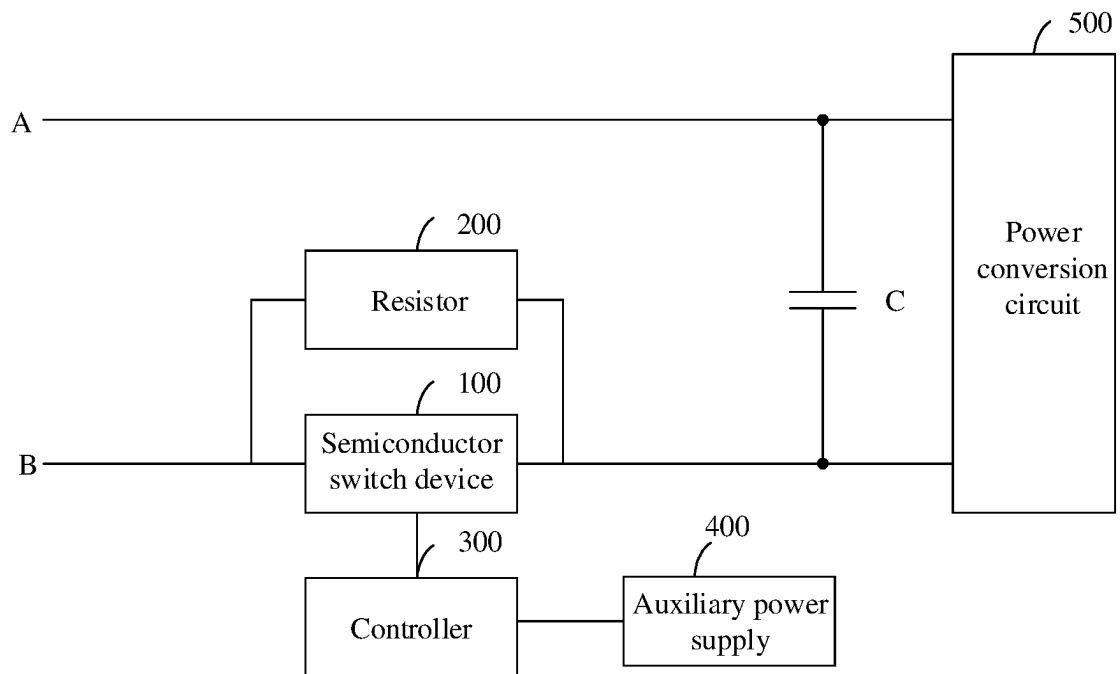 500
A
200
Resistor
Power
conversion
circuit
C
100
Semiconductor
switch device
B
300
Controller
400
Auxiliary power
supply